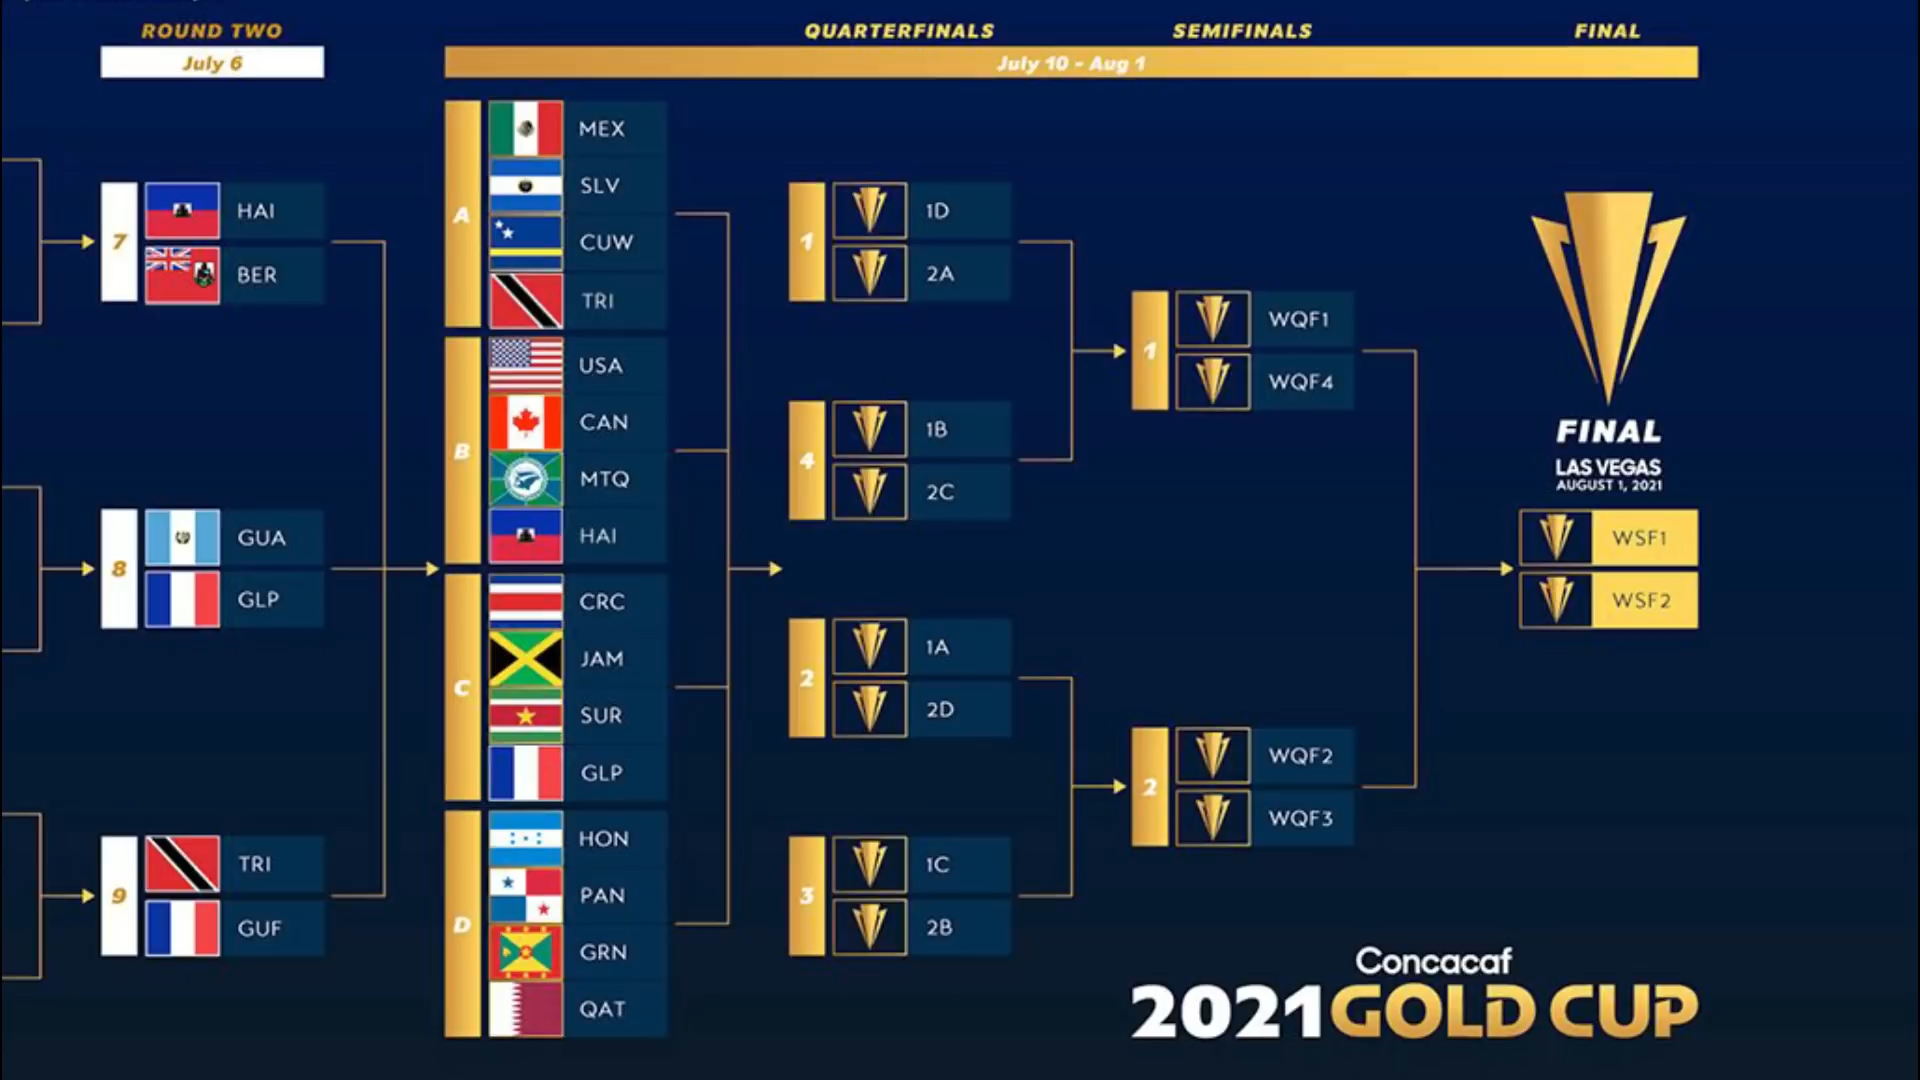 ROUND TWO
July 6
QUARTERFINALS
SEMIFINALS
FINAL
July 10 - Aug 1
7
HAI
BER
8
GUA
GLP
9
TRI
GUF
A
MEX
SLV
CUW
TRI
B
USA
CAN
MTQ
HAI
C
CRC
JAM
SUR
GLP
D
HON
PAN
GRN
QAT
1
1D
2A
4
1B
2C
2
1A
2D
3
1C
2B
1
WQF1
WQF4
2
WQF2
WQF3
FINAL
LAS VEGAS
AUGUST 1, 2021
WSF1
WSF2
Concacaf
2021 GOLD CUP